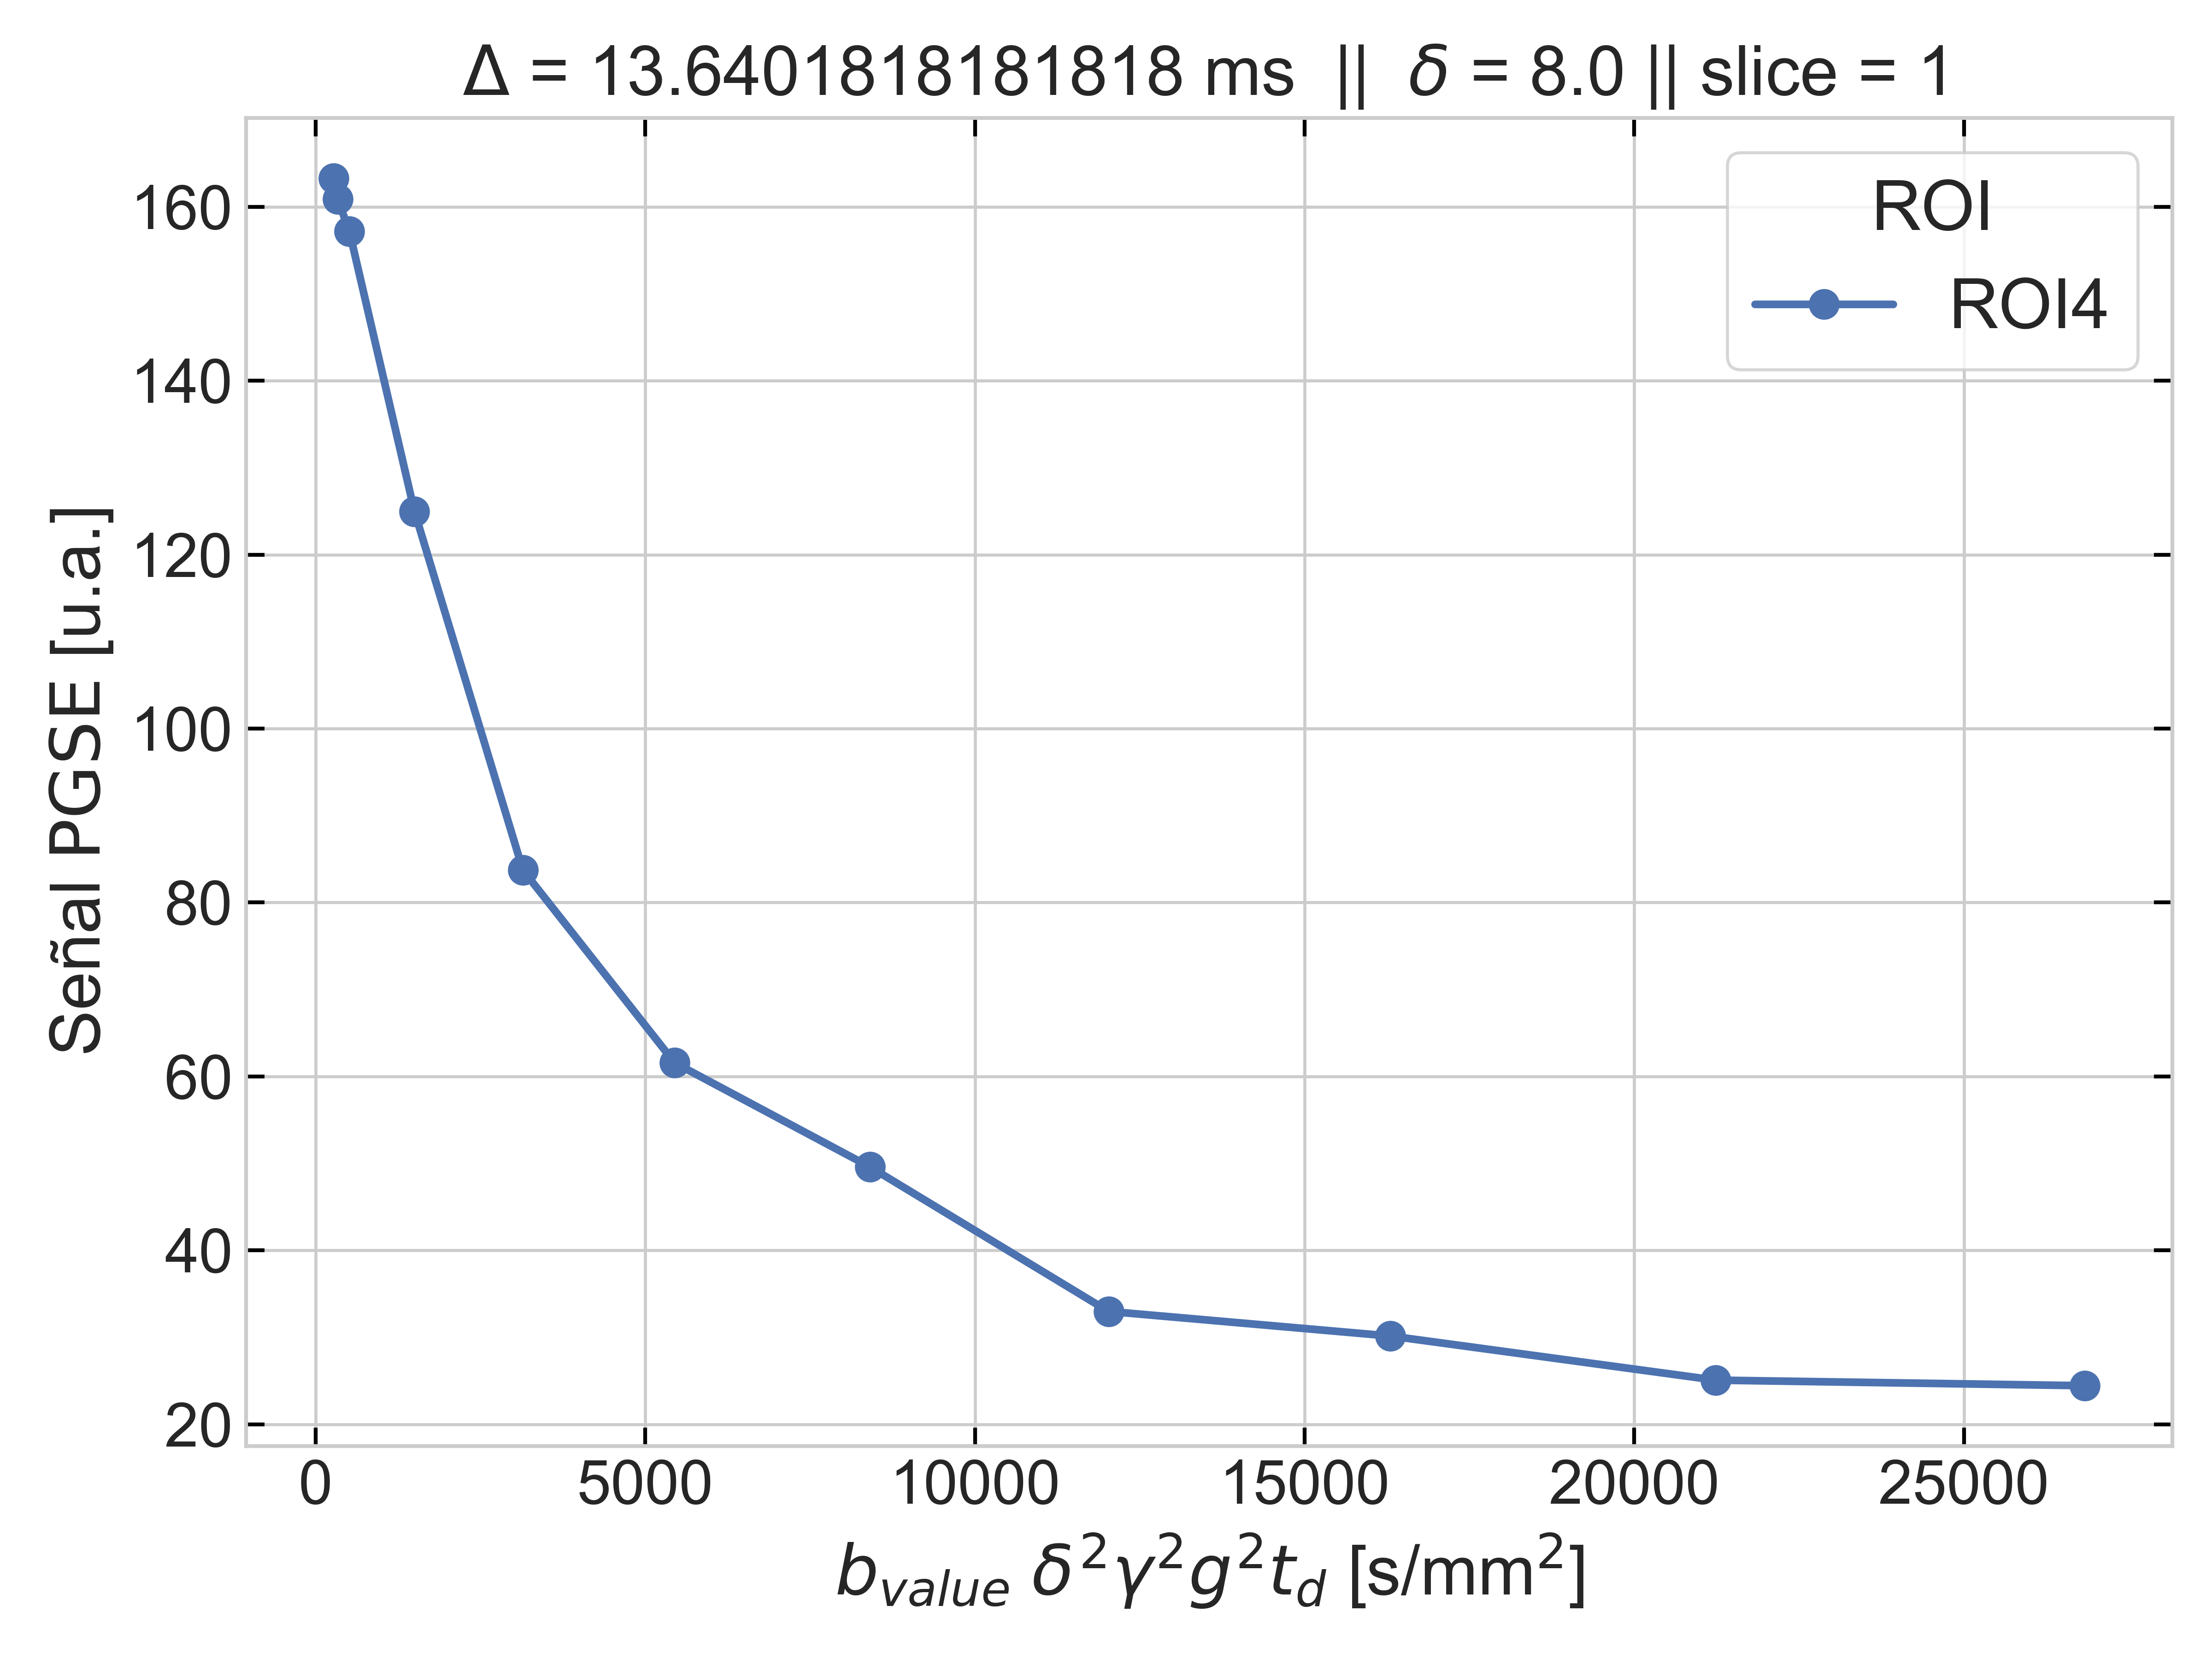 Δ = 13.640181818181818 ms || δ = 8.0 || slice = 1
ROI
ROI4
Señal PGSE [u.a.]
160
140
120
100
80
60
40
20
0 5000 10000 15000 20000 25000
b_value δ²γ²g²t_d [s/mm²]